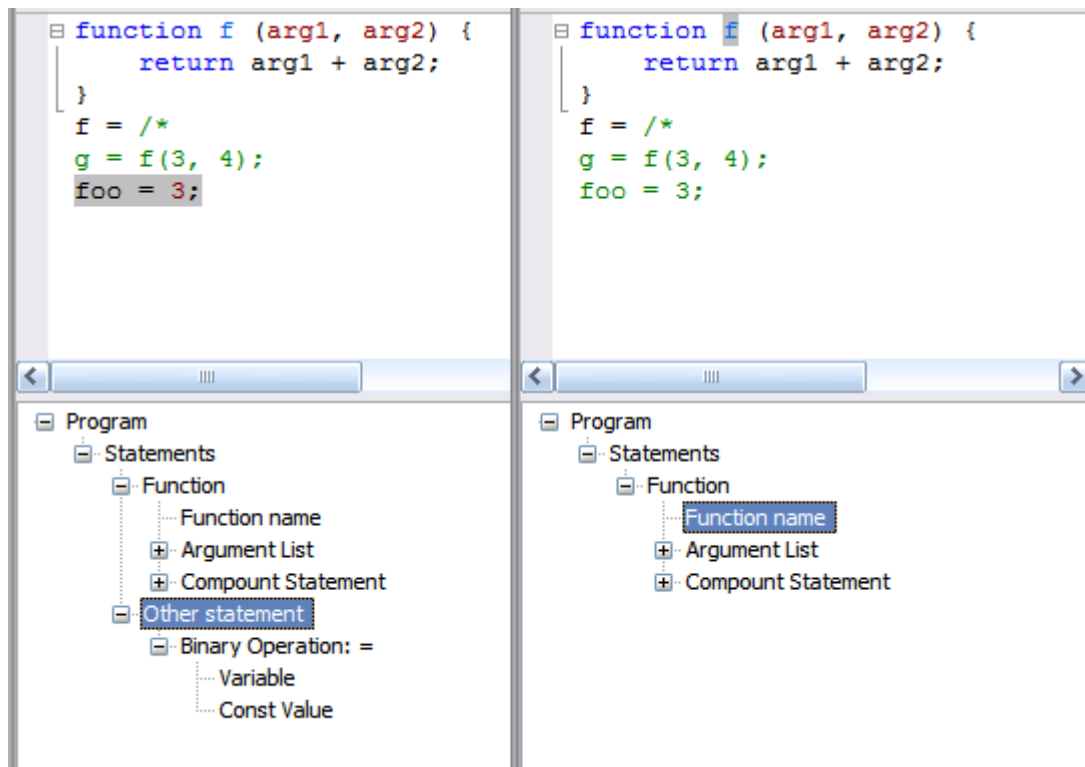 function f (arg1, arg2) {
return arg1 + arg2;
}
f = /*
g = f(3, 4);
foo = 3;
Program
Statements
Function
Function name
Argument List
Compount Statement
Other statement
Binary Operation: =
Variable
Const Value
function f (arg1, arg2) {
return arg1 + arg2;
}
f = /*
g = f(3, 4);
foo = 3;
Program
Statements
Function
Function name
Argument List
Compount Statement